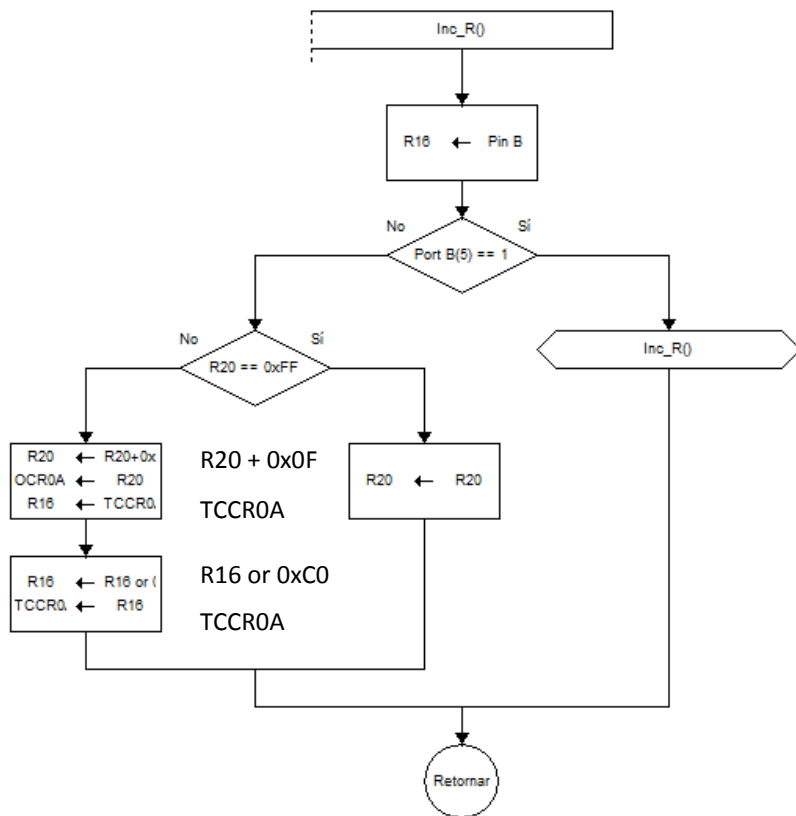 Inc_R()
R16 ← Pin B
No
Sí
Port B(5) == 1
No
Sí
R20 == 0xFF
Inc_R()
R20 ← R20+0x
OCR0A ← R20
R16 ← TCCR0
R20 + 0x0F
TCCR0A
R20 ← R20
R16 ← R16 or
TCCR0 ← R16
R16 or 0xC0
TCCR0A
Retornar